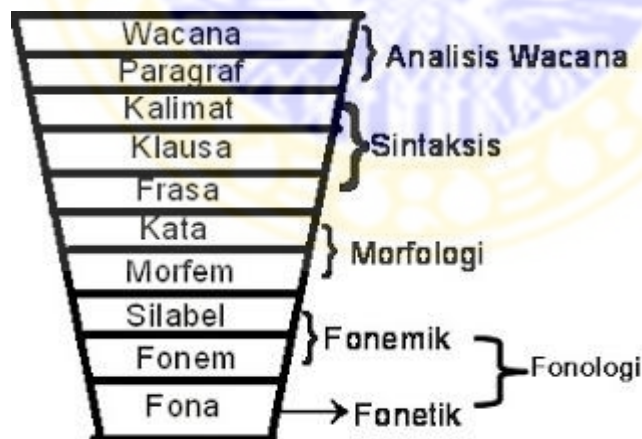 Wacana
Paragraf
Analisis Wacana
Kalimat
Klausa
Frasa
Sintaksis
Kata
Morfem
Morfologi
Silabel
Fonem
Fonemik
Fona
Fonetik
Fonologi